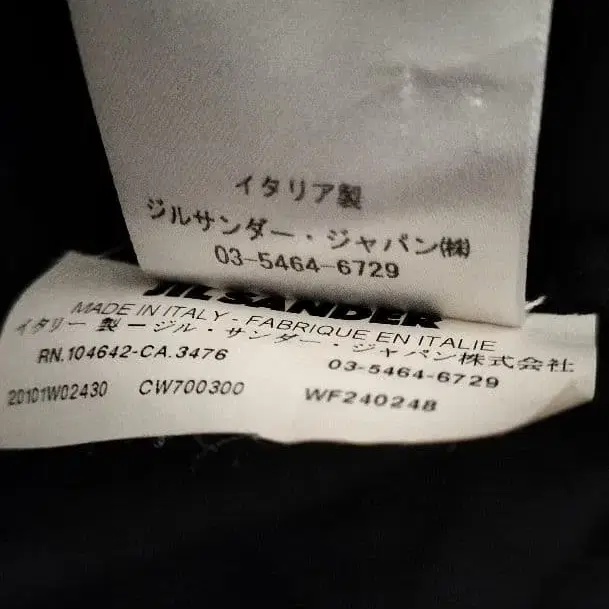 イタリア製
ジルサンダー・ジャパン㈱
03-5464-6729
JIL SANDER
MADE IN ITALY - FABRIQUE EN ITALIE
イタリー 製 ージル・サンダー・ジャパン株式会社
RN.104642-CA.3476 03-5464-6729
20101W02430 CW700300 WF240248